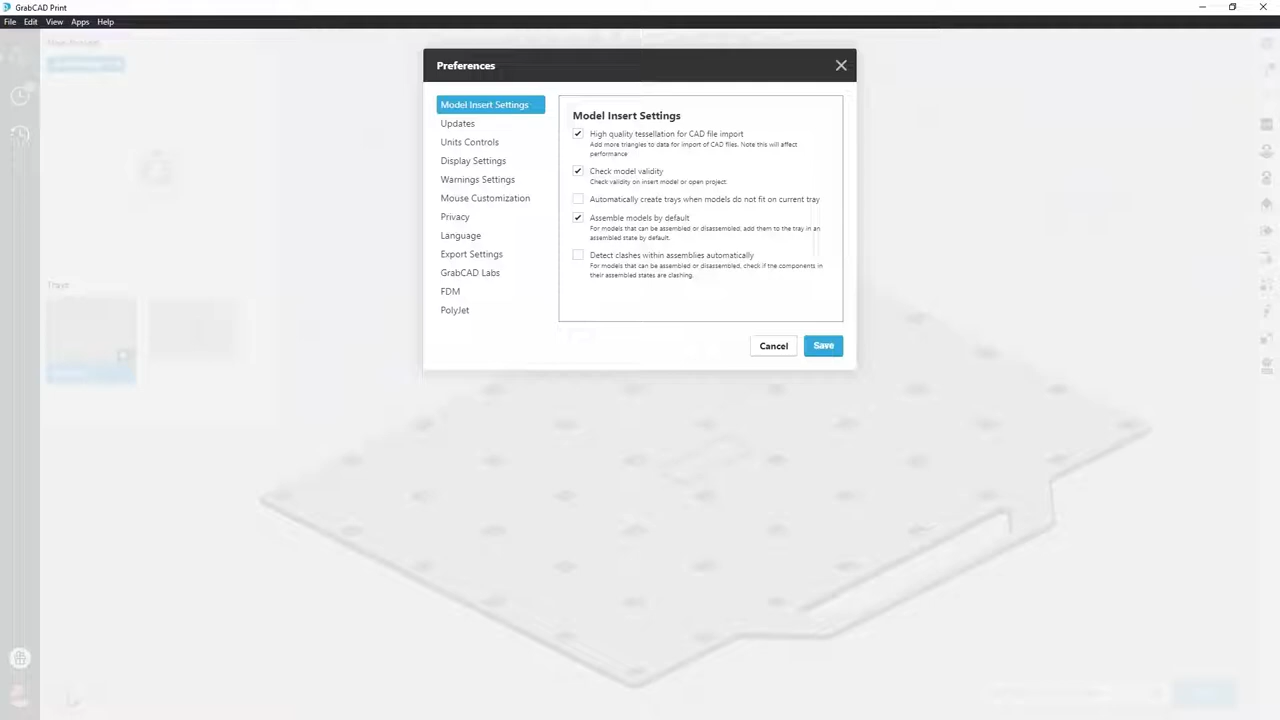 GrabCAD Print
File Edit View Apps Help
Preferences
Model Insert Settings
Updates
Units Controls
Display Settings
Warnings Settings
Mouse Customization
Privacy
Language
Export Settings
GrabCAD Labs
FDM
PolyJet
Model Insert Settings
High quality tessellation for CAD file import
Add more triangles to data for import of CAD files. Note this will affect
performance
Check model validity
Check validity on insert model or open project.
Automatically create trays when models do not fit on current tray
Assemble models by default
For models that can be assembled or disassembled, add them to the tray in an
assembled state by default.
Detect clashes within assemblies automatically
For models that can be assembled or disassembled, check if the components in
their assembled states are clashing.
Cancel Save
Trays